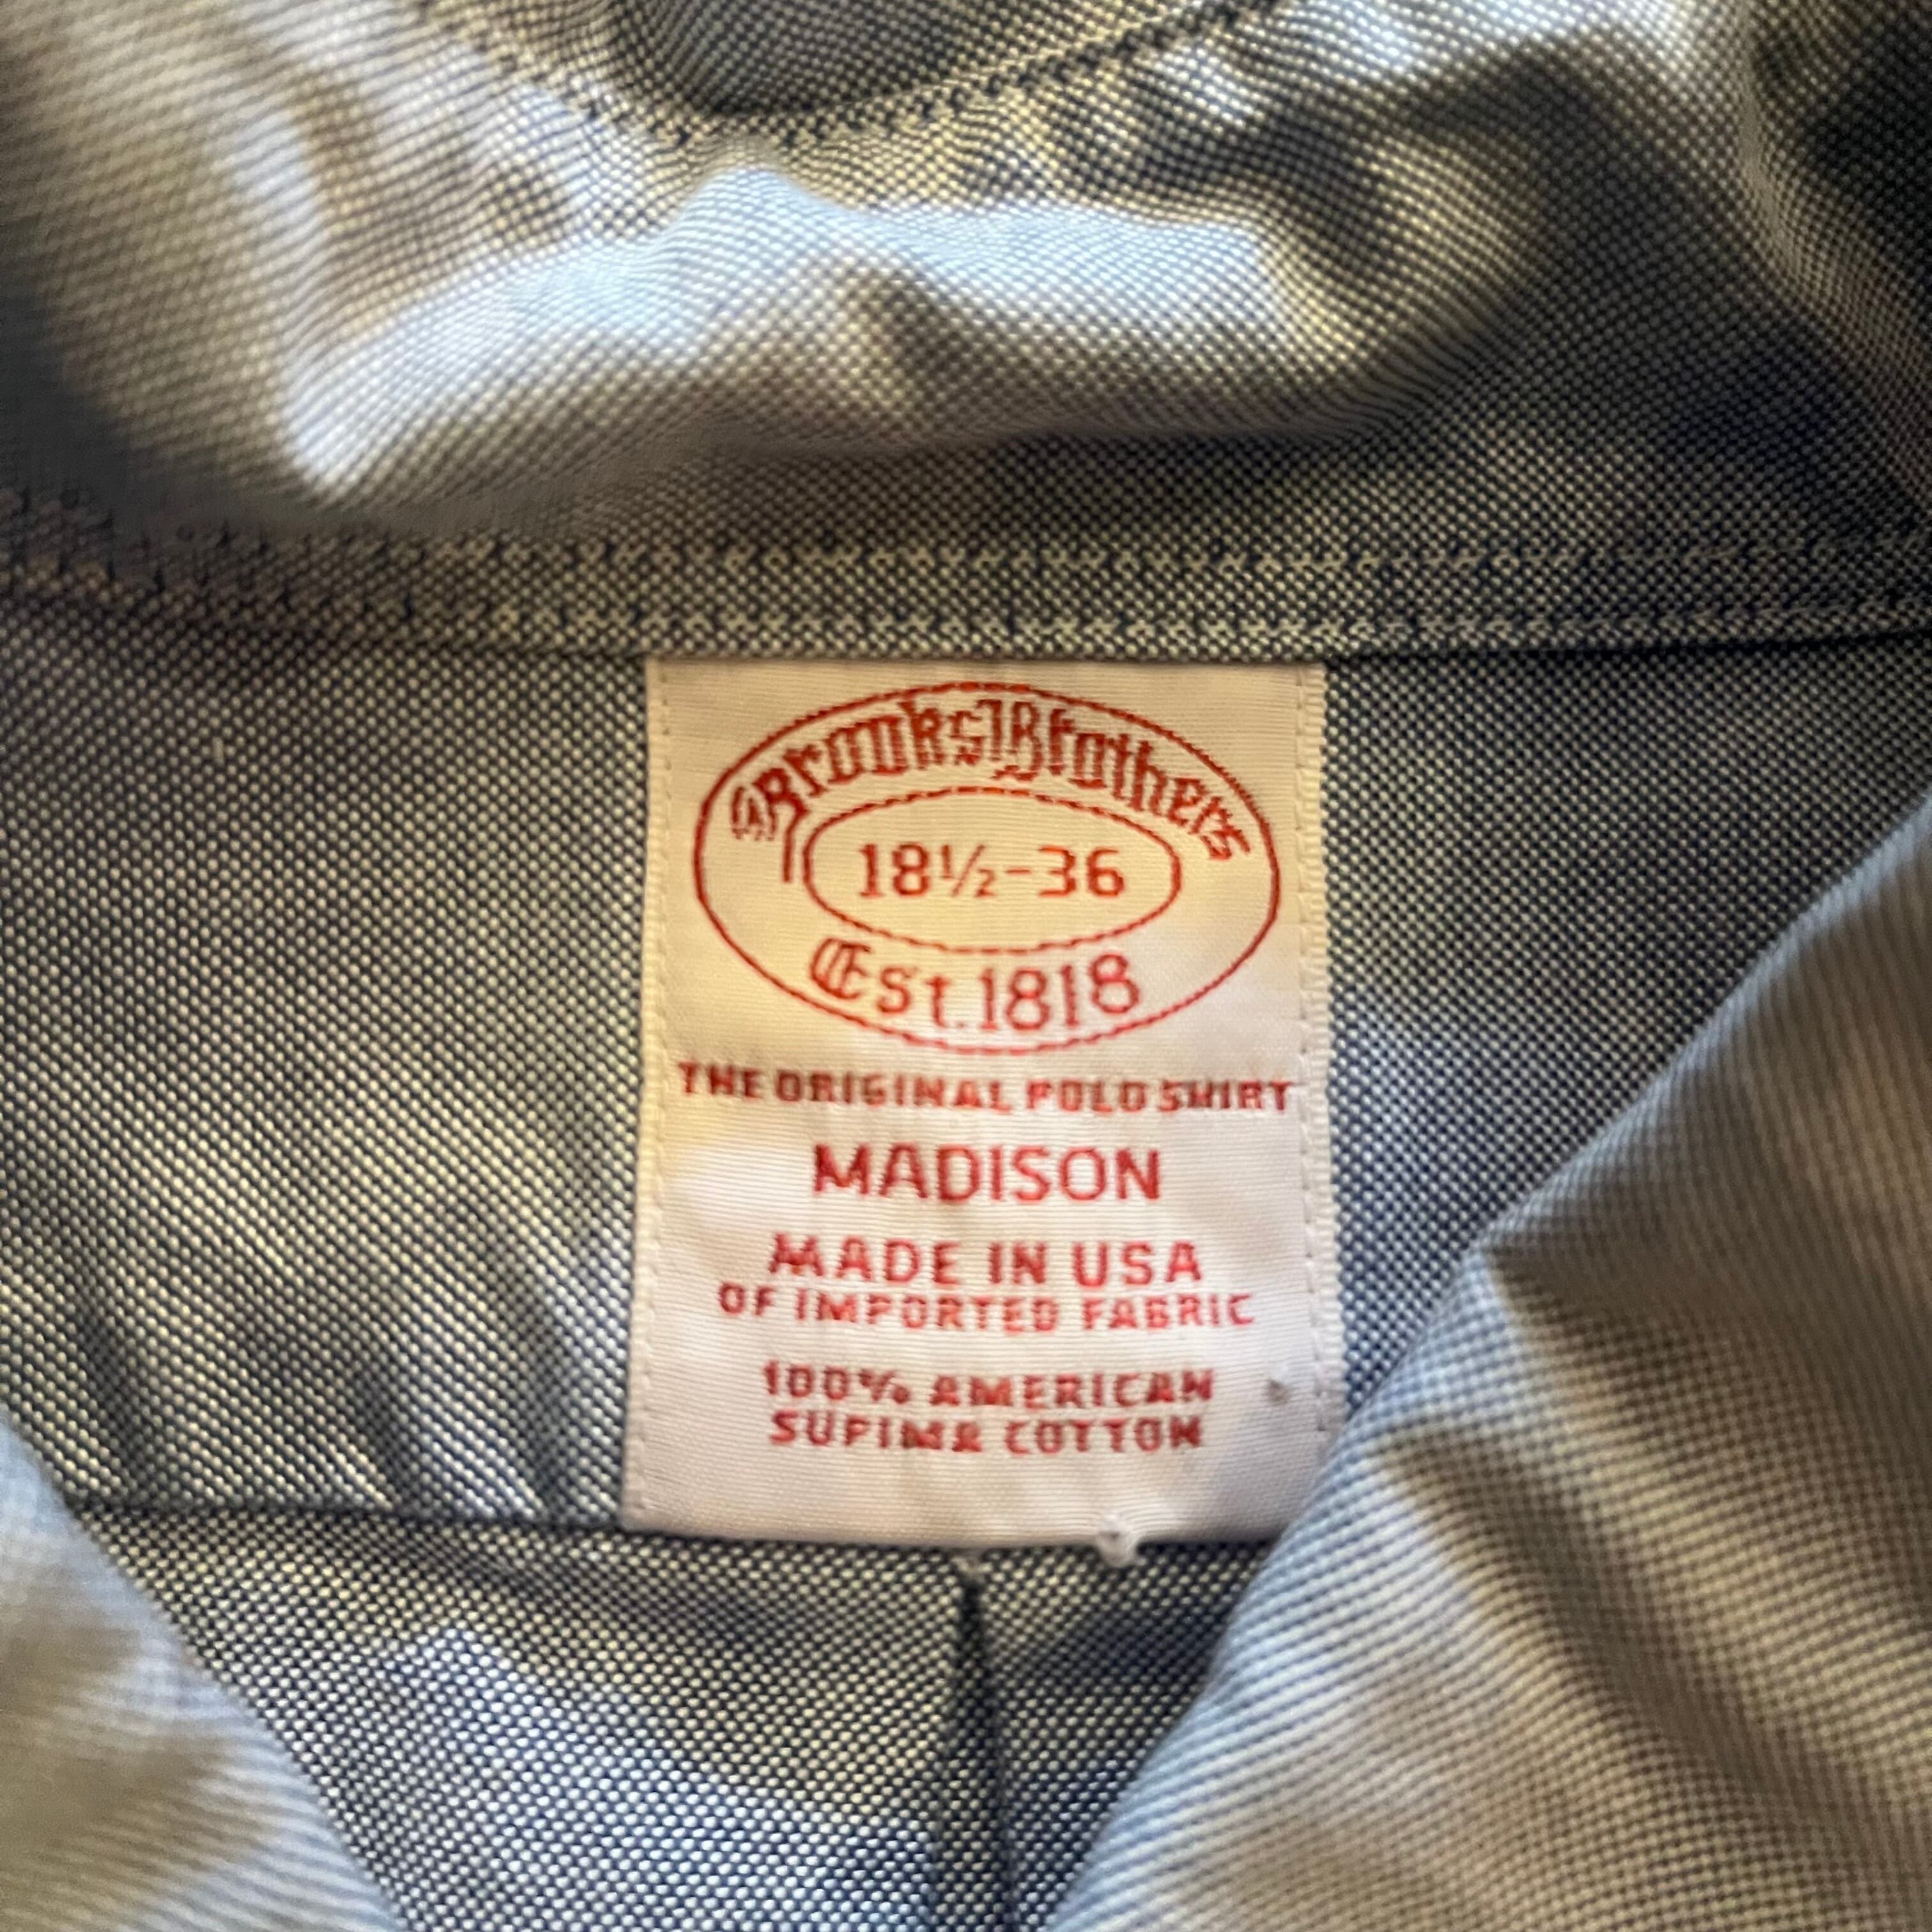 Brooks Brothers
18½-36
Est. 1818
THE ORIGINAL POLO SHIRT
MADISON
MADE IN USA
OF IMPORTED FABRIC
100% AMERICAN
SUPIMA COTTON